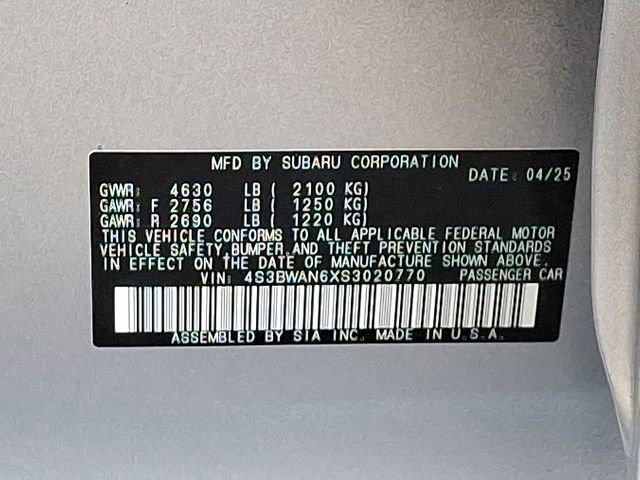 MFD BY SUBARU CORPORATION
DATE: 04/25
GVWR: 4630 LB ( 2100 KG)
GAWR: F 2756 LB ( 1250 KG)
GAWR: R 2690 LB ( 1220 KG)
THIS VEHICLE CONFORMS TO ALL APPLICABLE FEDERAL MOTOR
VEHICLE SAFETY, BUMPER, AND THEFT PREVENTION STANDARDS
IN EFFECT ON THE DATE OF MANUFACTURE SHOWN ABOVE.
VIN: 4S3BWAN6XS3020770 PASSENGER CAR
ASSEMBLED BY SIA INC. MADE IN U.S.A.